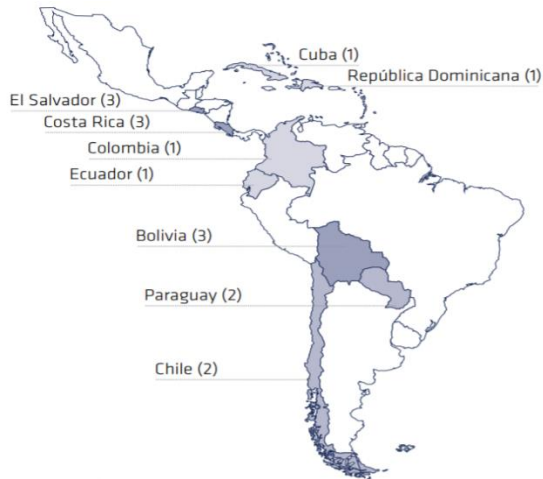 Cuba (1)
República Dominicana (1)
El Salvador (3)
Costa Rica (3)
Colombia (1)
Ecuador (1)
Bolivia (3)
Paraguay (2)
Chile (2)